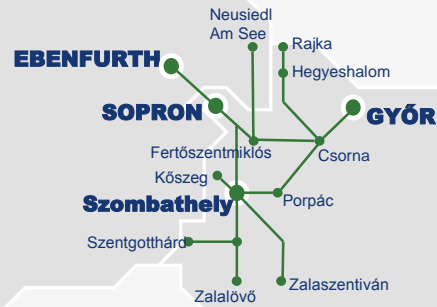 Neusiedl
Am See
Rajka
EBENFURTH
Hegyeshalom
SOPRON
GYŐR
Fertőszentmiklós
Csorna
Kőszeg
Szombathely
Porpác
Szentgotthárd
Zalalövő
Zalaszentiván